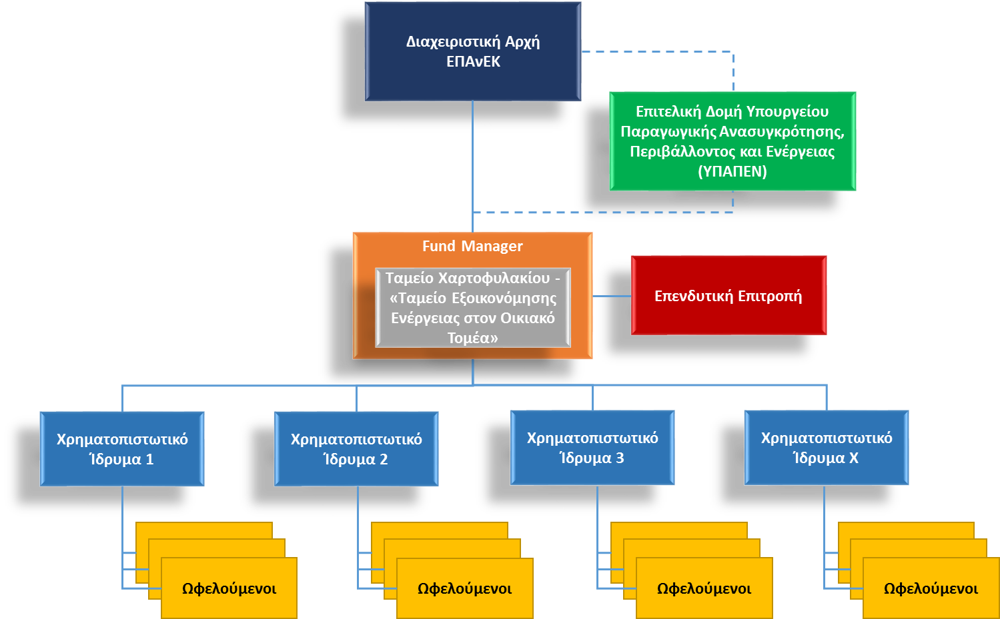 Διαχειριστική Αρχή
ΕΠΑνΕΚ
Επιτελική Δομή Υπουργείου
Παραγωγικής Ανασυγκρότησης,
Περιβάλλοντος και Ενέργειας
(ΥΠΑΠΕΝ)
Fund Manager
Ταμείο Χαρτοφυλακίου -
«Ταμείο Εξοικονόμησης
Ενέργειας στον Οικιακό
Τομέα»
Επενδυτική Επιτροπή
Χρηματοπιστωτικό
Ίδρυμα 1
Χρηματοπιστωτικό
Ίδρυμα 2
Χρηματοπιστωτικό
Ίδρυμα 3
Χρηματοπιστωτικό
Ίδρυμα Χ
Ωφελούμενοι
Ωφελούμενοι
Ωφελούμενοι
Ωφελούμενοι